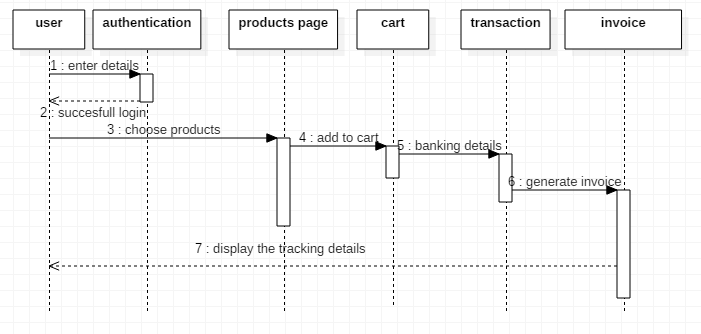 user
authentication
products page
cart
transaction
invoice
1 : enter details
2 : succesfull login
3 : choose products
4 : add to cart
5 : banking details
6 : generate invoice
7 : display the tracking details